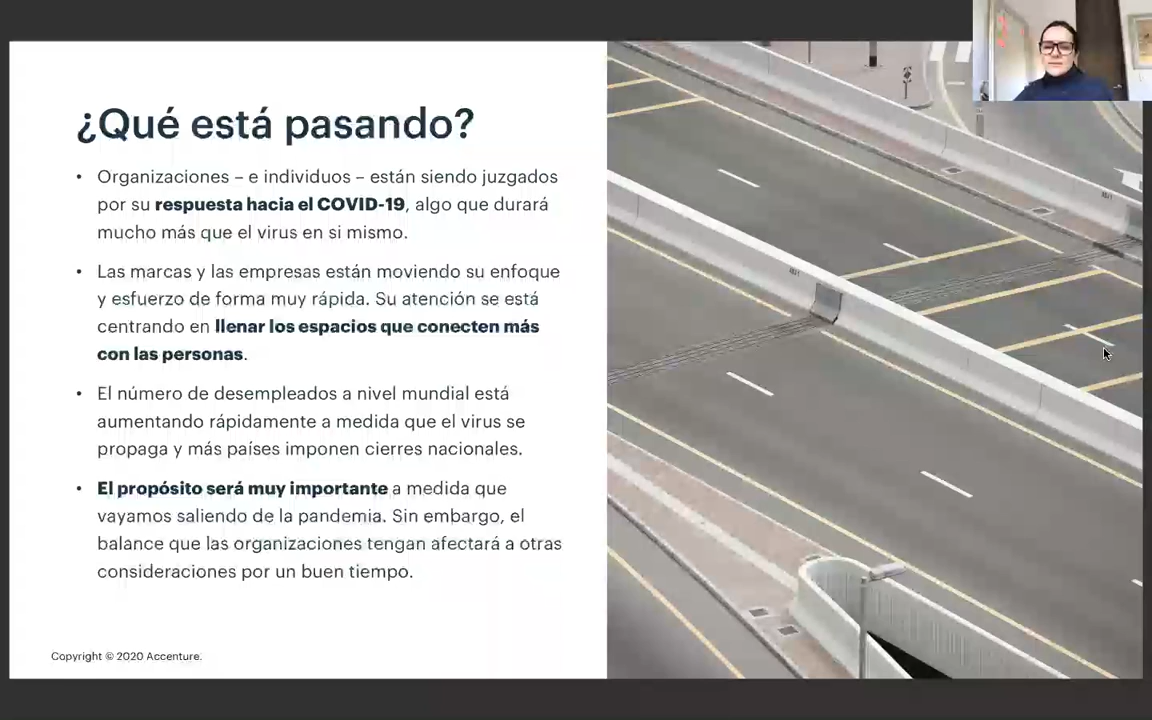 ¿Qué está pasando?
• Organizaciones – e individuos – están siendo juzgados
por su respuesta hacia el COVID-19, algo que durará
mucho más que el virus en si mismo.
• Las marcas y las empresas están moviendo su enfoque
y esfuerzo de forma muy rápida. Su atención se está
centrando en llenar los espacios que conecten más
con las personas.
• El número de desempleados a nivel mundial está
aumentando rápidamente a medida que el virus se
propaga y más países imponen cierres nacionales.
• El propósito será muy importante a medida que
vayamos saliendo de la pandemia. Sin embargo, el
balance que las organizaciones tengan afectará a otras
consideraciones por un buen tiempo.
Copyright © 2020 Accenture.